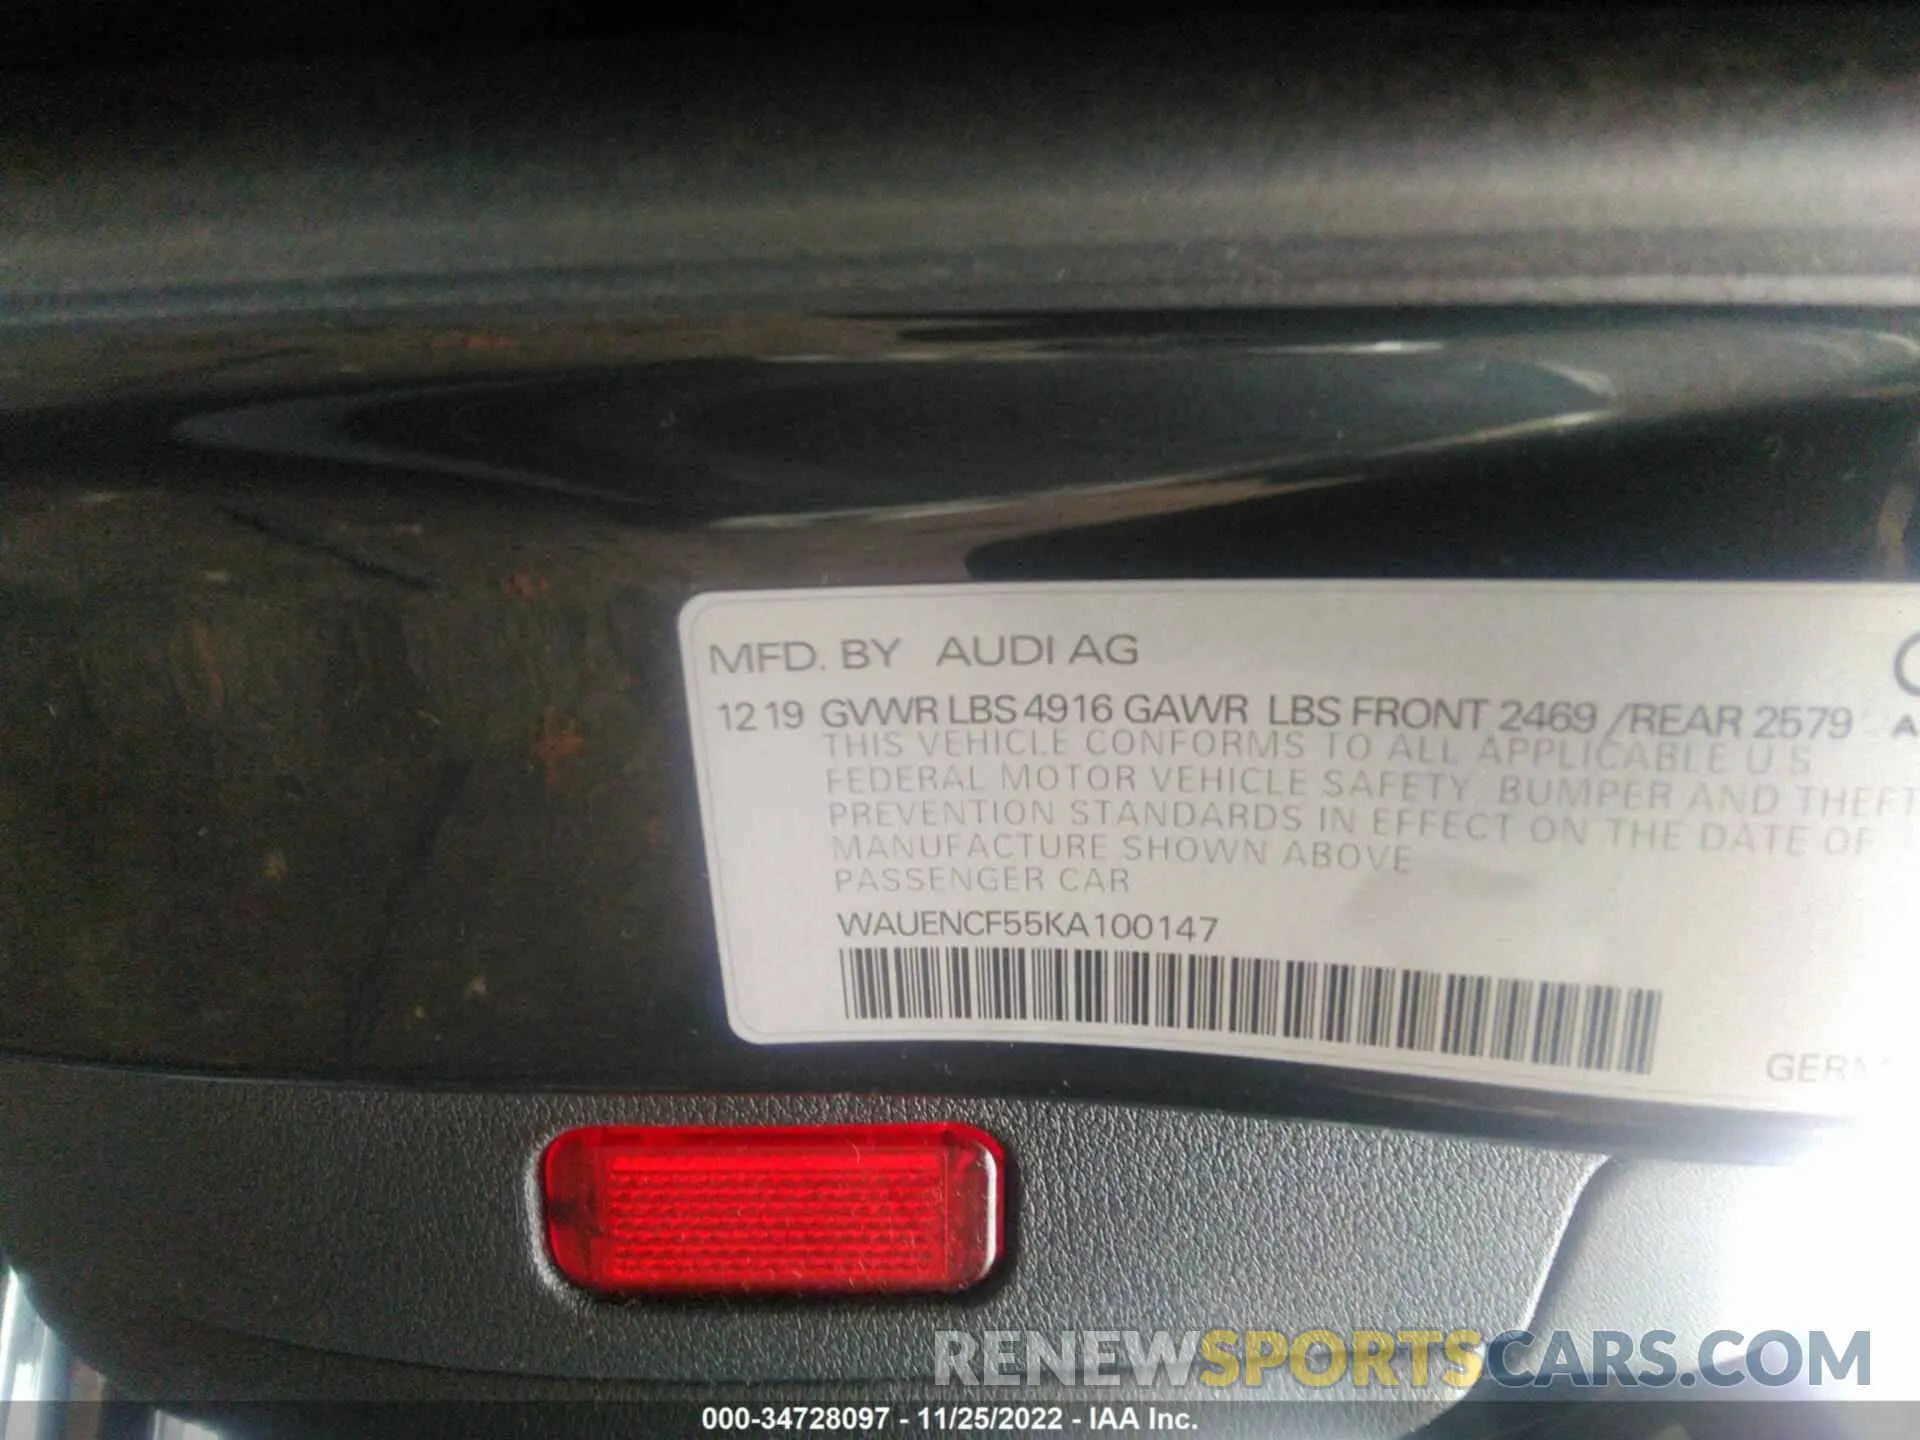 MFD. BY AUDI AG
12 19 GVWR LBS 4916 GAWR LBS FRONT 2469 /REAR 2579
THIS VEHICLE CONFORMS TO ALL APPLICABLE U S
FEDERAL MOTOR VEHICLE SAFETY, BUMPER AND THEFT
PREVENTION STANDARDS IN EFFECT ON THE DATE OF
MANUFACTURE SHOWN ABOVE
PASSENGER CAR
WAUENCF55KA100147
RENEWSPORTSCARS.COM
000-34728097 - 11/25/2022 - IAA Inc.